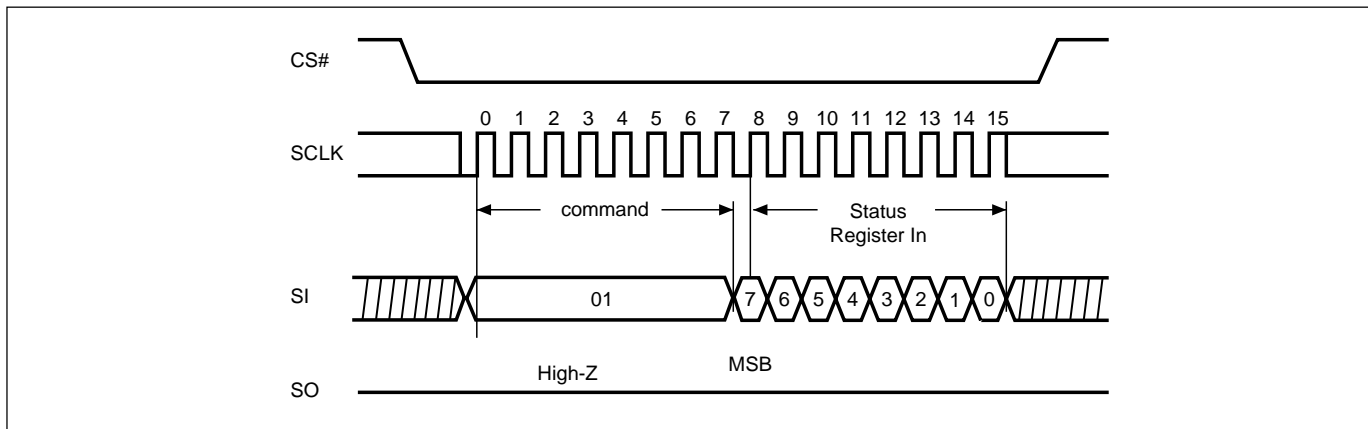 CS#
0 1 2 3 4 5 6 7 8 9 10 11 12 13 14 15
SCLK
command
Status
Register In
SI
01
7 6 5 4 3 2 1 0
MSB
High-Z
SO